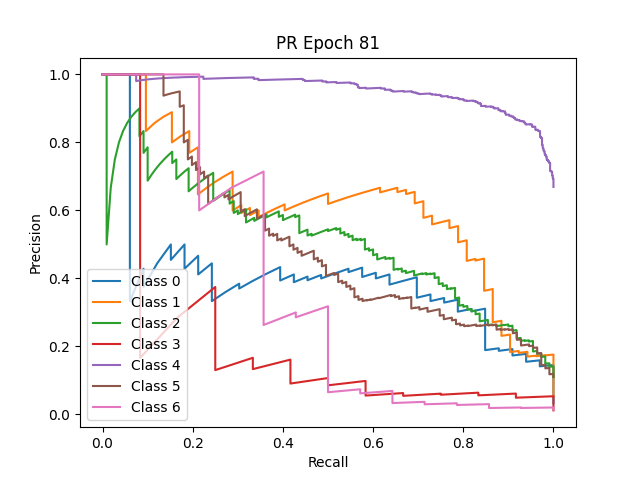 PR Epoch 81
Precision
1.0
0.8
0.6
0.4
0.2
0.0
Class 0
Class 1
Class 2
Class 3
Class 4
Class 5
Class 6
0.0 0.2 0.4 0.6 0.8 1.0
Recall